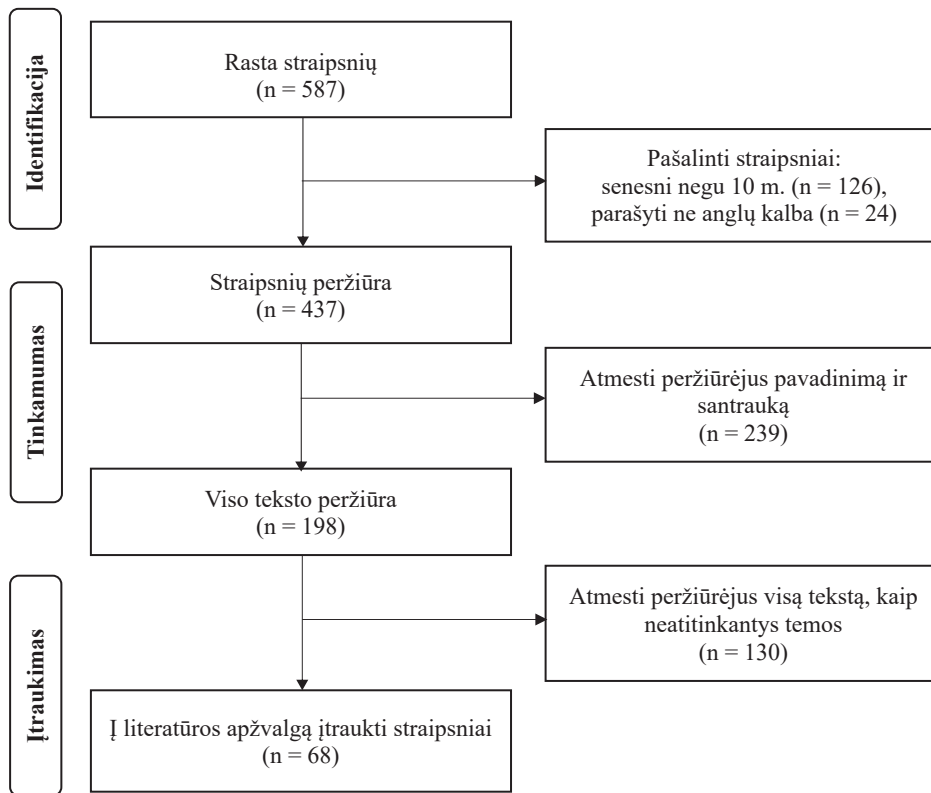 Identifikacija
Rasta straipsnių
(n = 587)
Pašalinti straipsniai:
senesni negu 10 m. (n = 126),
parašyti ne anglų kalba (n = 24)
Tinkamumas
Straipsnių peržiūra
(n = 437)
Atmesti peržiūrėjus pavadinimą ir
santrauką
(n = 239)
Viso teksto peržiūra
(n = 198)
Įtraukimas
Atmesti peržiūrėjus visą tekstą, kaip
neatitinkantys temos
(n = 130)
Į literatūros apžvalgą įtraukti straipsniai
(n = 68)